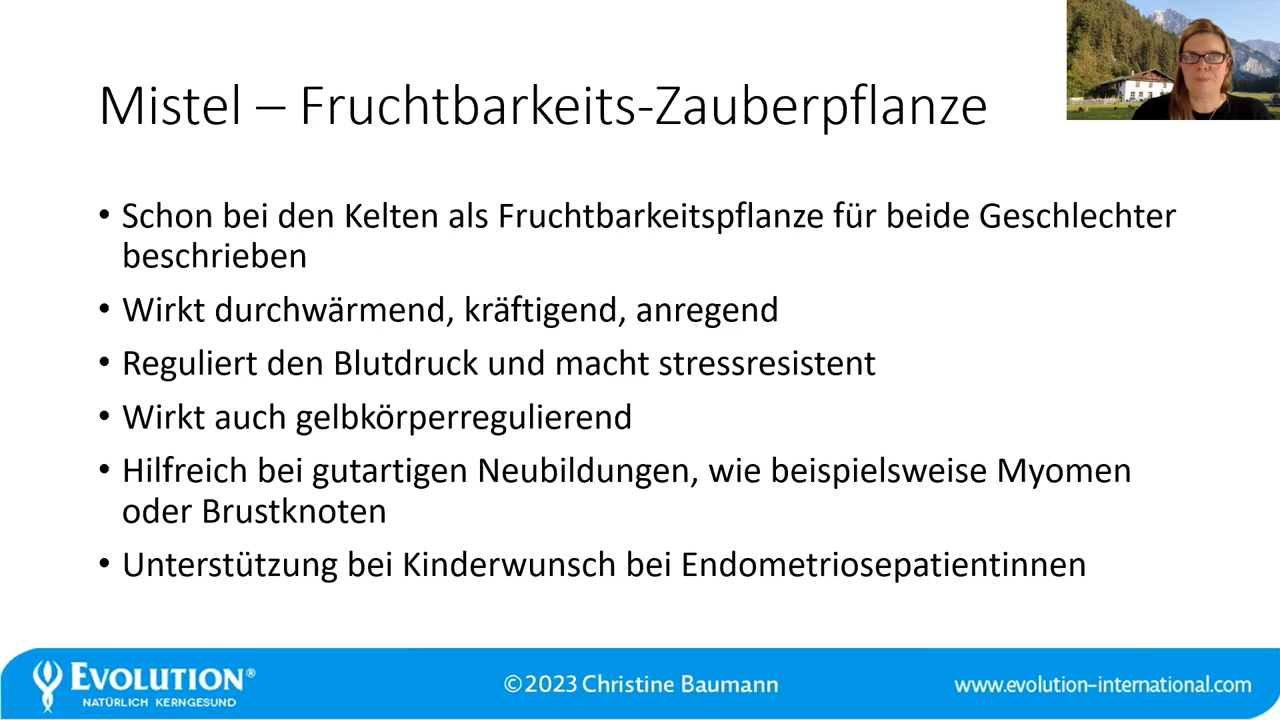 Mistel – Fruchtbarkeits-Zauberpflanze
• Schon bei den Kelten als Fruchtbarkeitspflanze für beide Geschlechter
beschrieben
• Wirkt durchwärmend, kräftigend, anregend
• Reguliert den Blutdruck und macht stressresistent
• Wirkt auch gelbkörperregulierend
• Hilfreich bei gutartigen Neubildungen, wie beispielsweise Myomen
oder Brustknoten
• Unterstützung bei Kinderwunsch bei Endometriosepatientinnen
EVOLUTION®
NATÜRLICH KERNGESUND
©2023 Christine Baumann
www.evolution-international.com